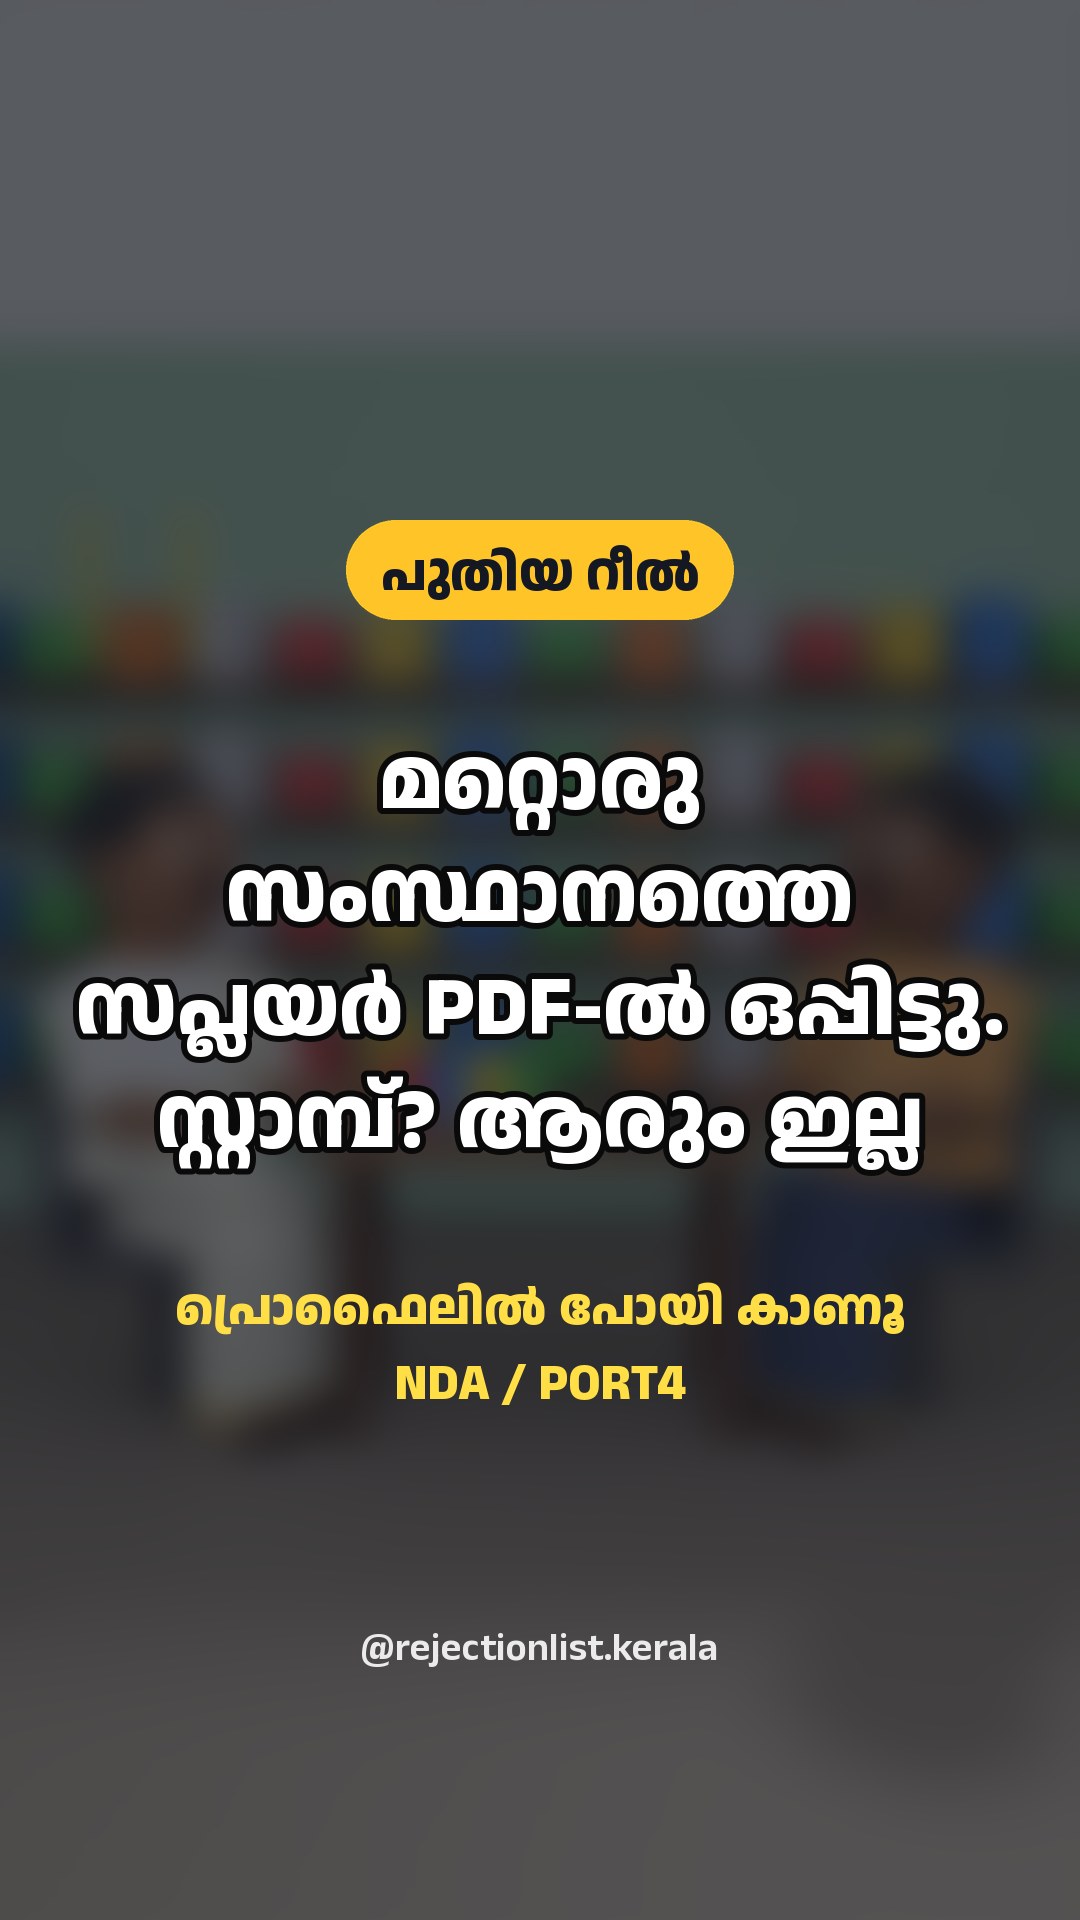 പുതിയ റീൽ
മറ്റൊരു
സംസ്ഥാനത്തെ
സപ്ലയർ PDF-ൽ ഒപ്പിട്ടു.
സ്റ്റാമ്പ്? ആരും ഇല്ല
പ്രൊഫൈലിൽ പോയി കാണൂ
NDA / PORT4
@rejectionlist.kerala